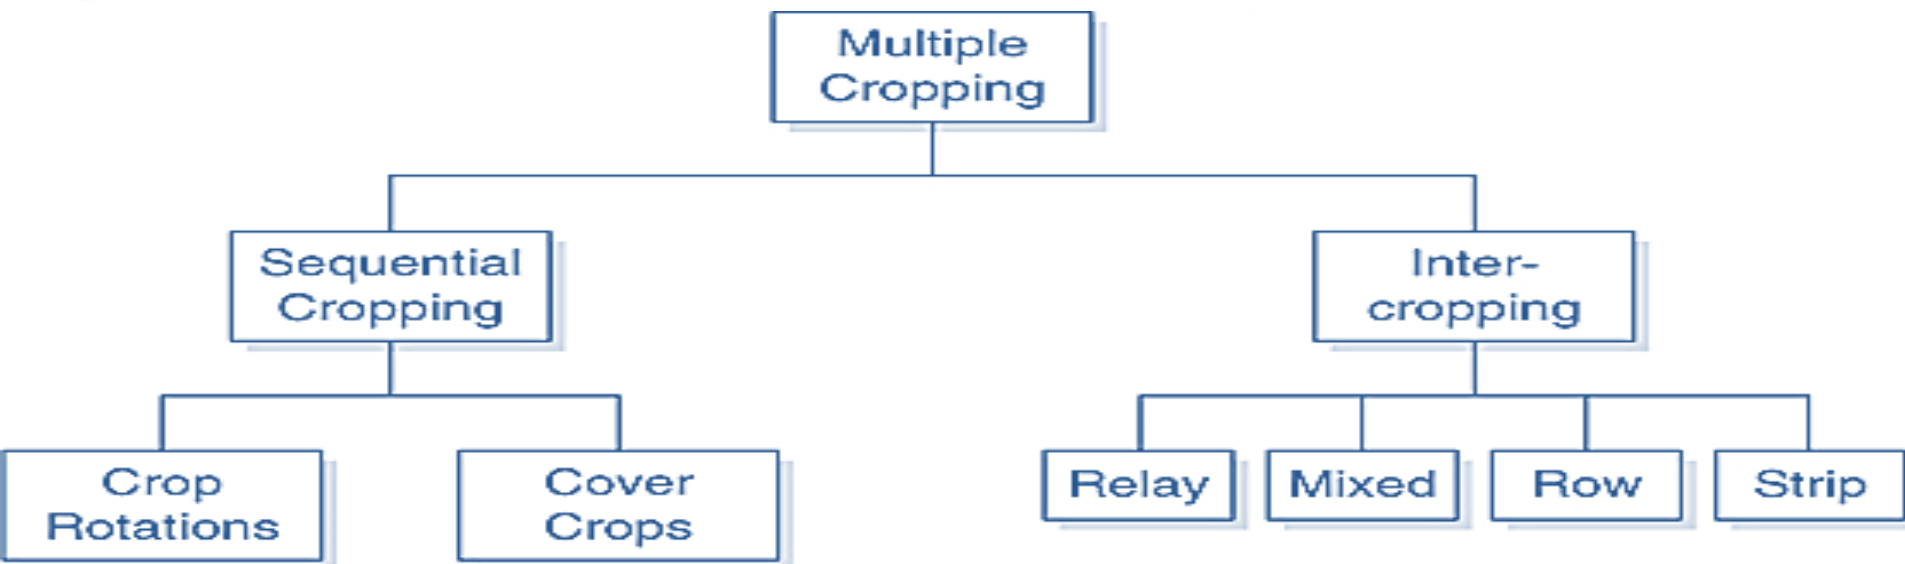 Multiple
Cropping
Sequential
Cropping
Inter-
cropping
Crop
Rotations
Cover
Crops
Relay
Mixed
Row
Strip